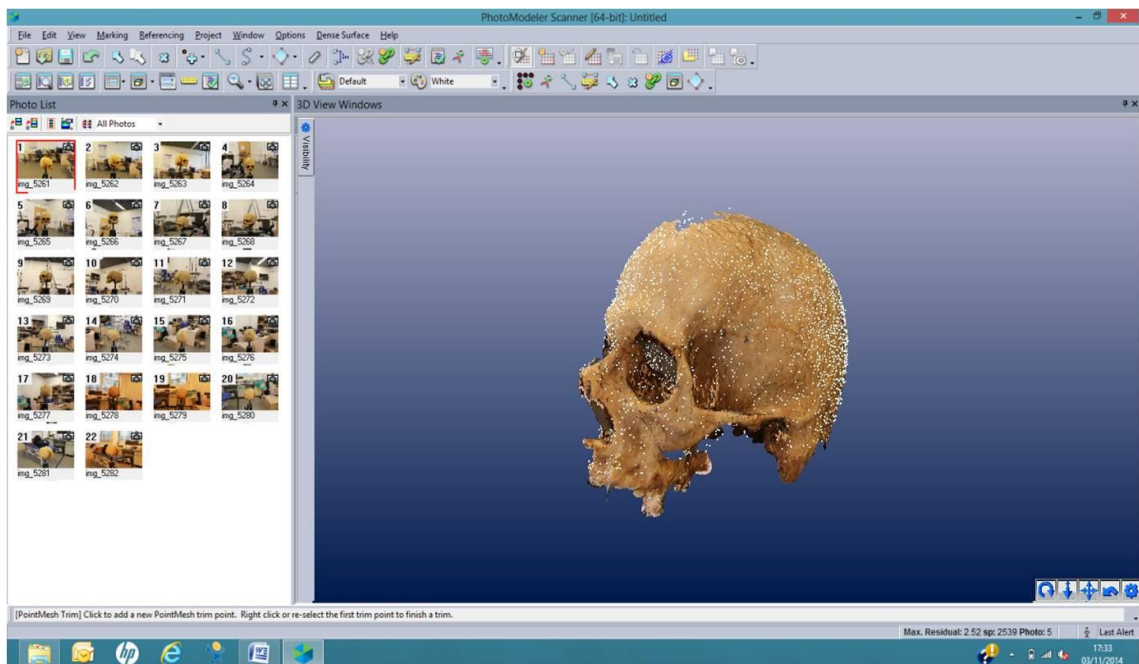 PhotoModeler Scanner [64-bit]: Untitled
File Edit View Marking Referencing Project Window Options Dense Surface Help
Default White
Photo List
3D View Windows
All Photos
Visibility
1 2 3 4
img_5261 img_5262 img_5263 img_5264
5 6 7 8
img_5265 img_5266 img_5267 img_5268
9 10 11 12
img_5269 img_5270 img_5271 img_5272
13 14 15 16
img_5273 img_5274 img_5275 img_5276
17 18 19 20
img_5277 img_5278 img_5279 img_5280
21 22
img_5281 img_5282
[PointMesh Trim] Click to add a new PointMesh trim point. Right click or re-select the first trim point to finish a trim.
Max. Residual: 2.52 sp: 2539 Photo: 5 Last Alert
hp
17:33
03/11/2014